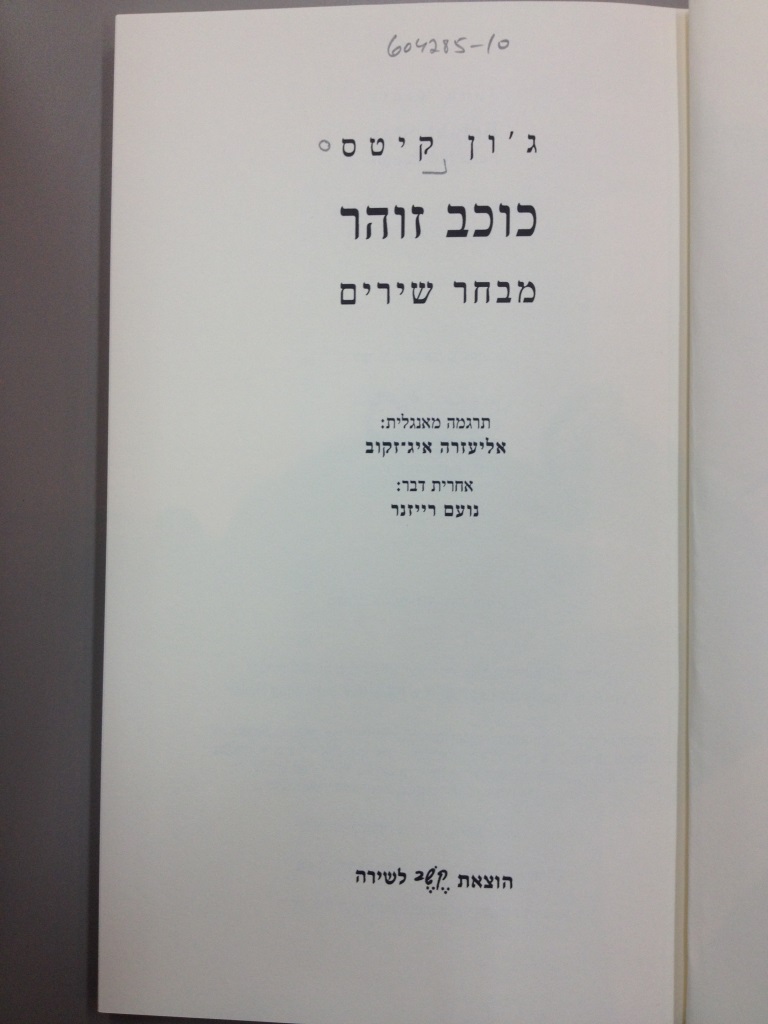 604285-10
ג'ון קיטס
כוכב זוהר
מבחר שירים
תרגמה מאנגלית:
אליעזרה איג־זקוב
אחרית דבר:
נועם רייזנר
הוצאת קֶשֶׁב לשירה